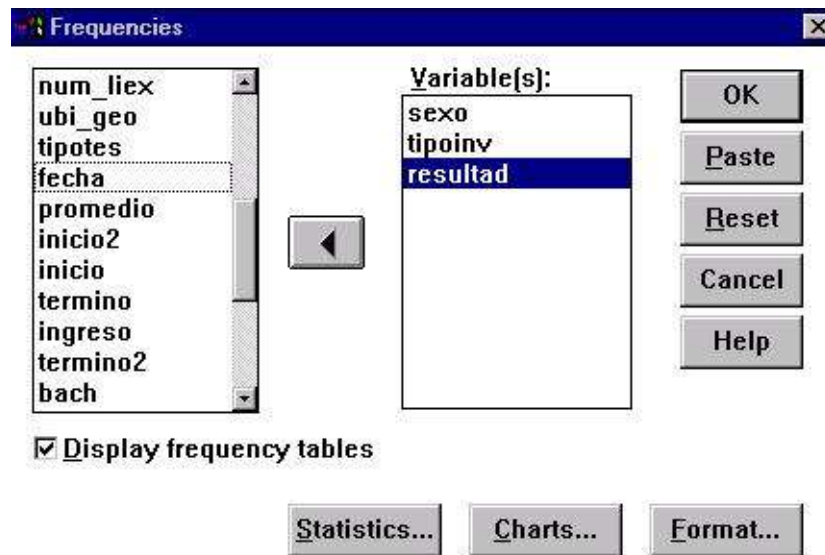 Frequencies
num_liex
ubi_geo
tipotes
fecha
promedio
inicio2
inicio
termino
ingreso
termino2
bach
Variable(s):
sexo
tipoinv
resultad
OK
Paste
Reset
Cancel
Help
Display frequency tables
Statistics...
Charts...
Format...